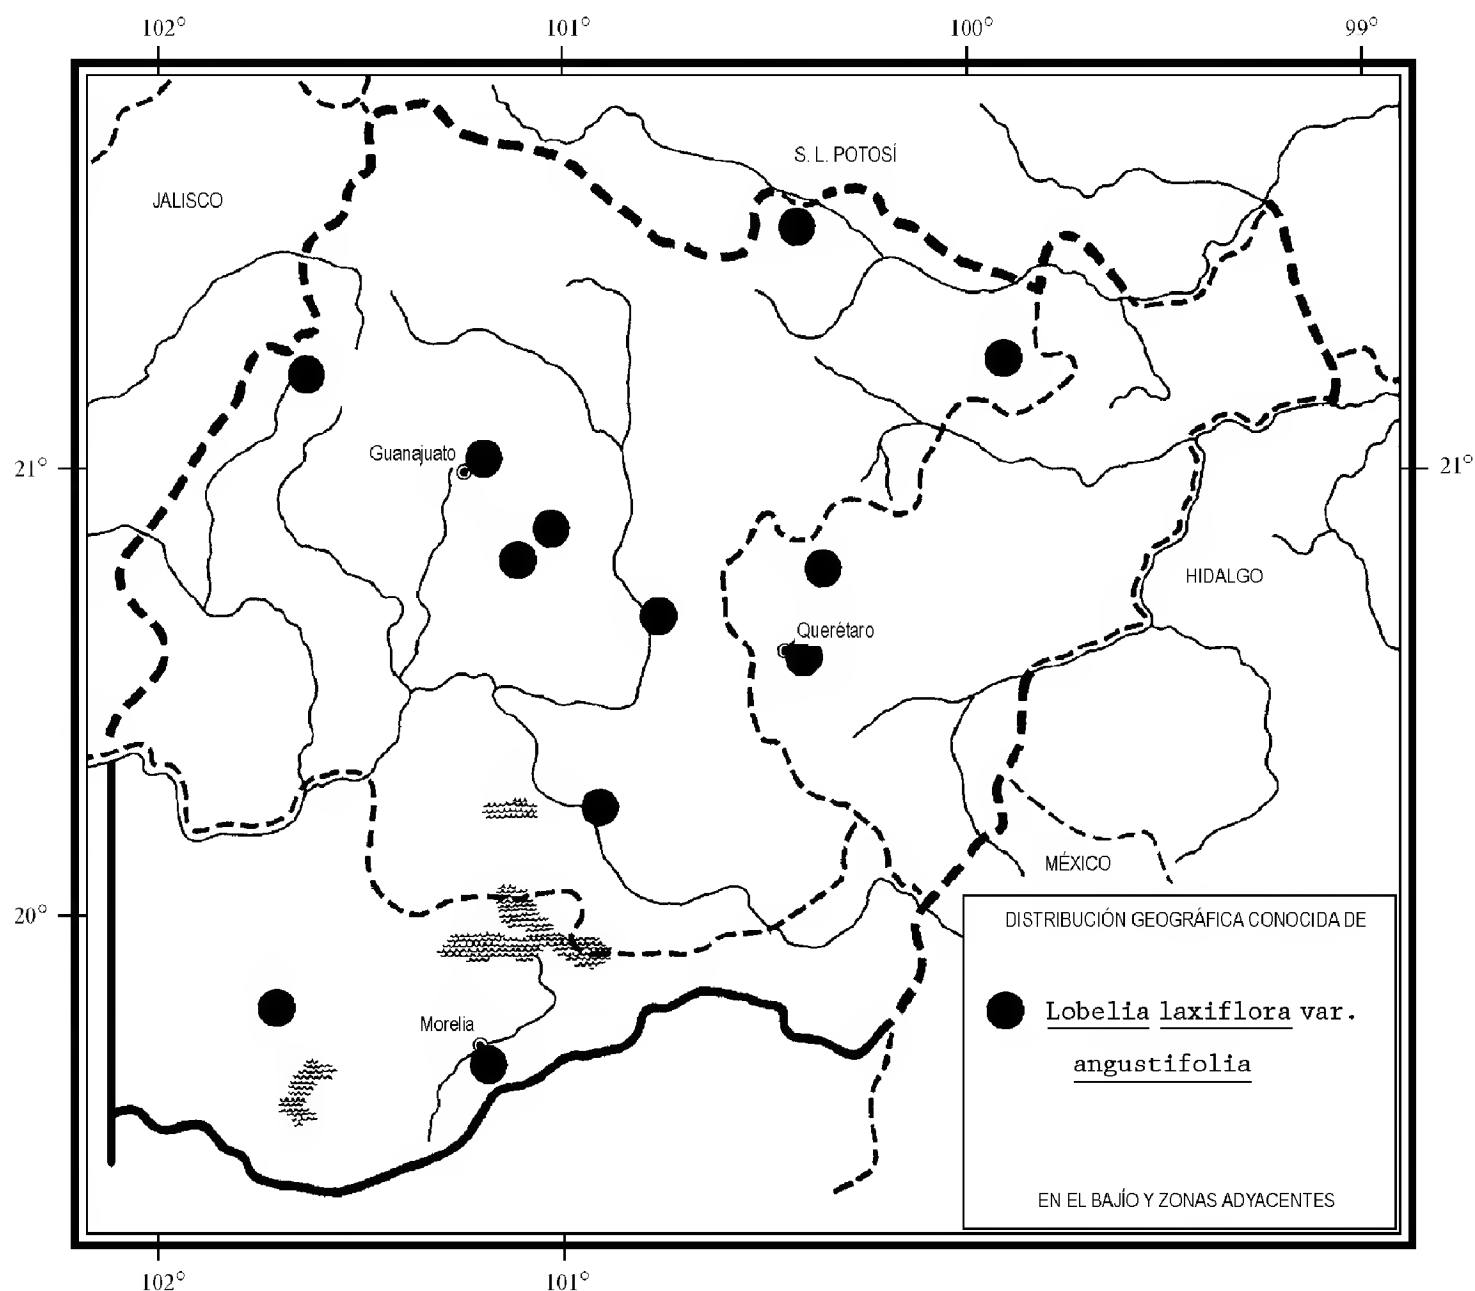 102° 101° 100° 99°
S. L. POTOSÍ
JALISCO
Guanajuato
21° 21°
HIDALGO
Querétaro
MÉXICO
20°
DISTRIBUCIÓN GEOGRÁFICA CONOCIDA DE
Lobelia laxiflora var.
angustifolia
Morelia
EN EL BAJÍO Y ZONAS ADYACENTES
102° 101°